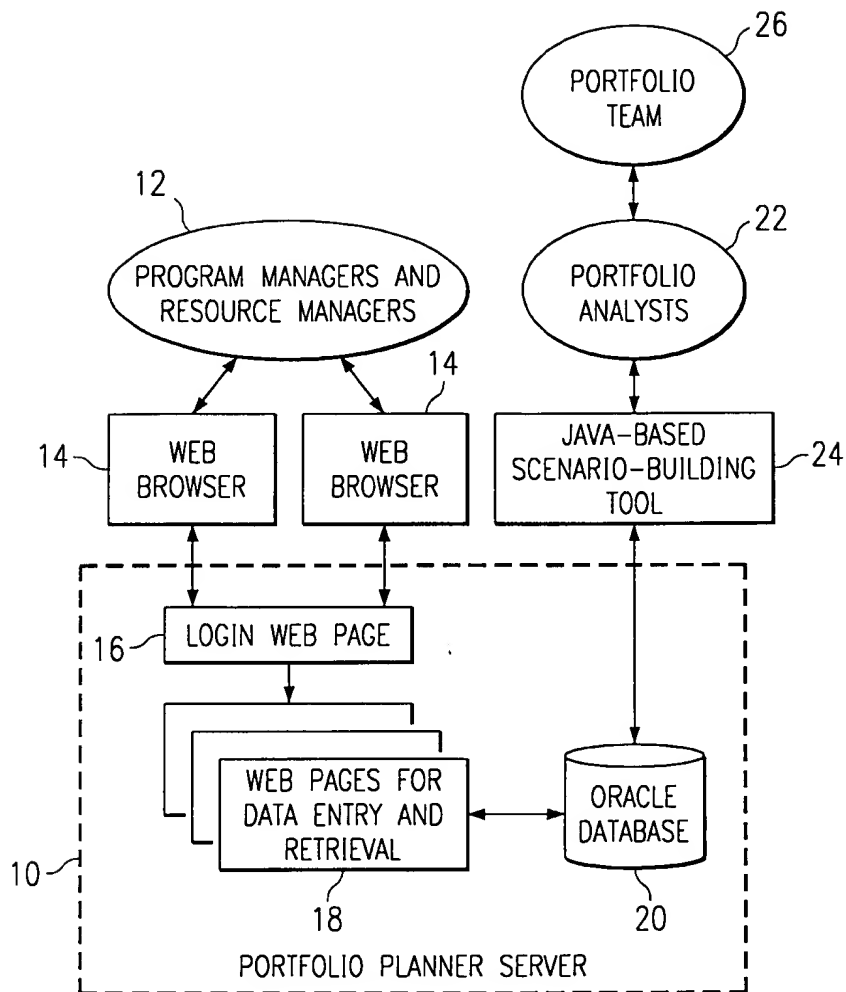 26
PORTFOLIO
TEAM
12
22
PROGRAM MANAGERS AND
RESOURCE MANAGERS
PORTFOLIO
ANALYSTS
14
14
WEB
BROWSER
WEB
BROWSER
JAVA-BASED
SCENARIO-BUILDING
TOOL
24
16
LOGIN WEB PAGE
WEB PAGES FOR
DATA ENTRY AND
RETRIEVAL
ORACLE
DATABASE
10
18
20
PORTFOLIO PLANNER SERVER